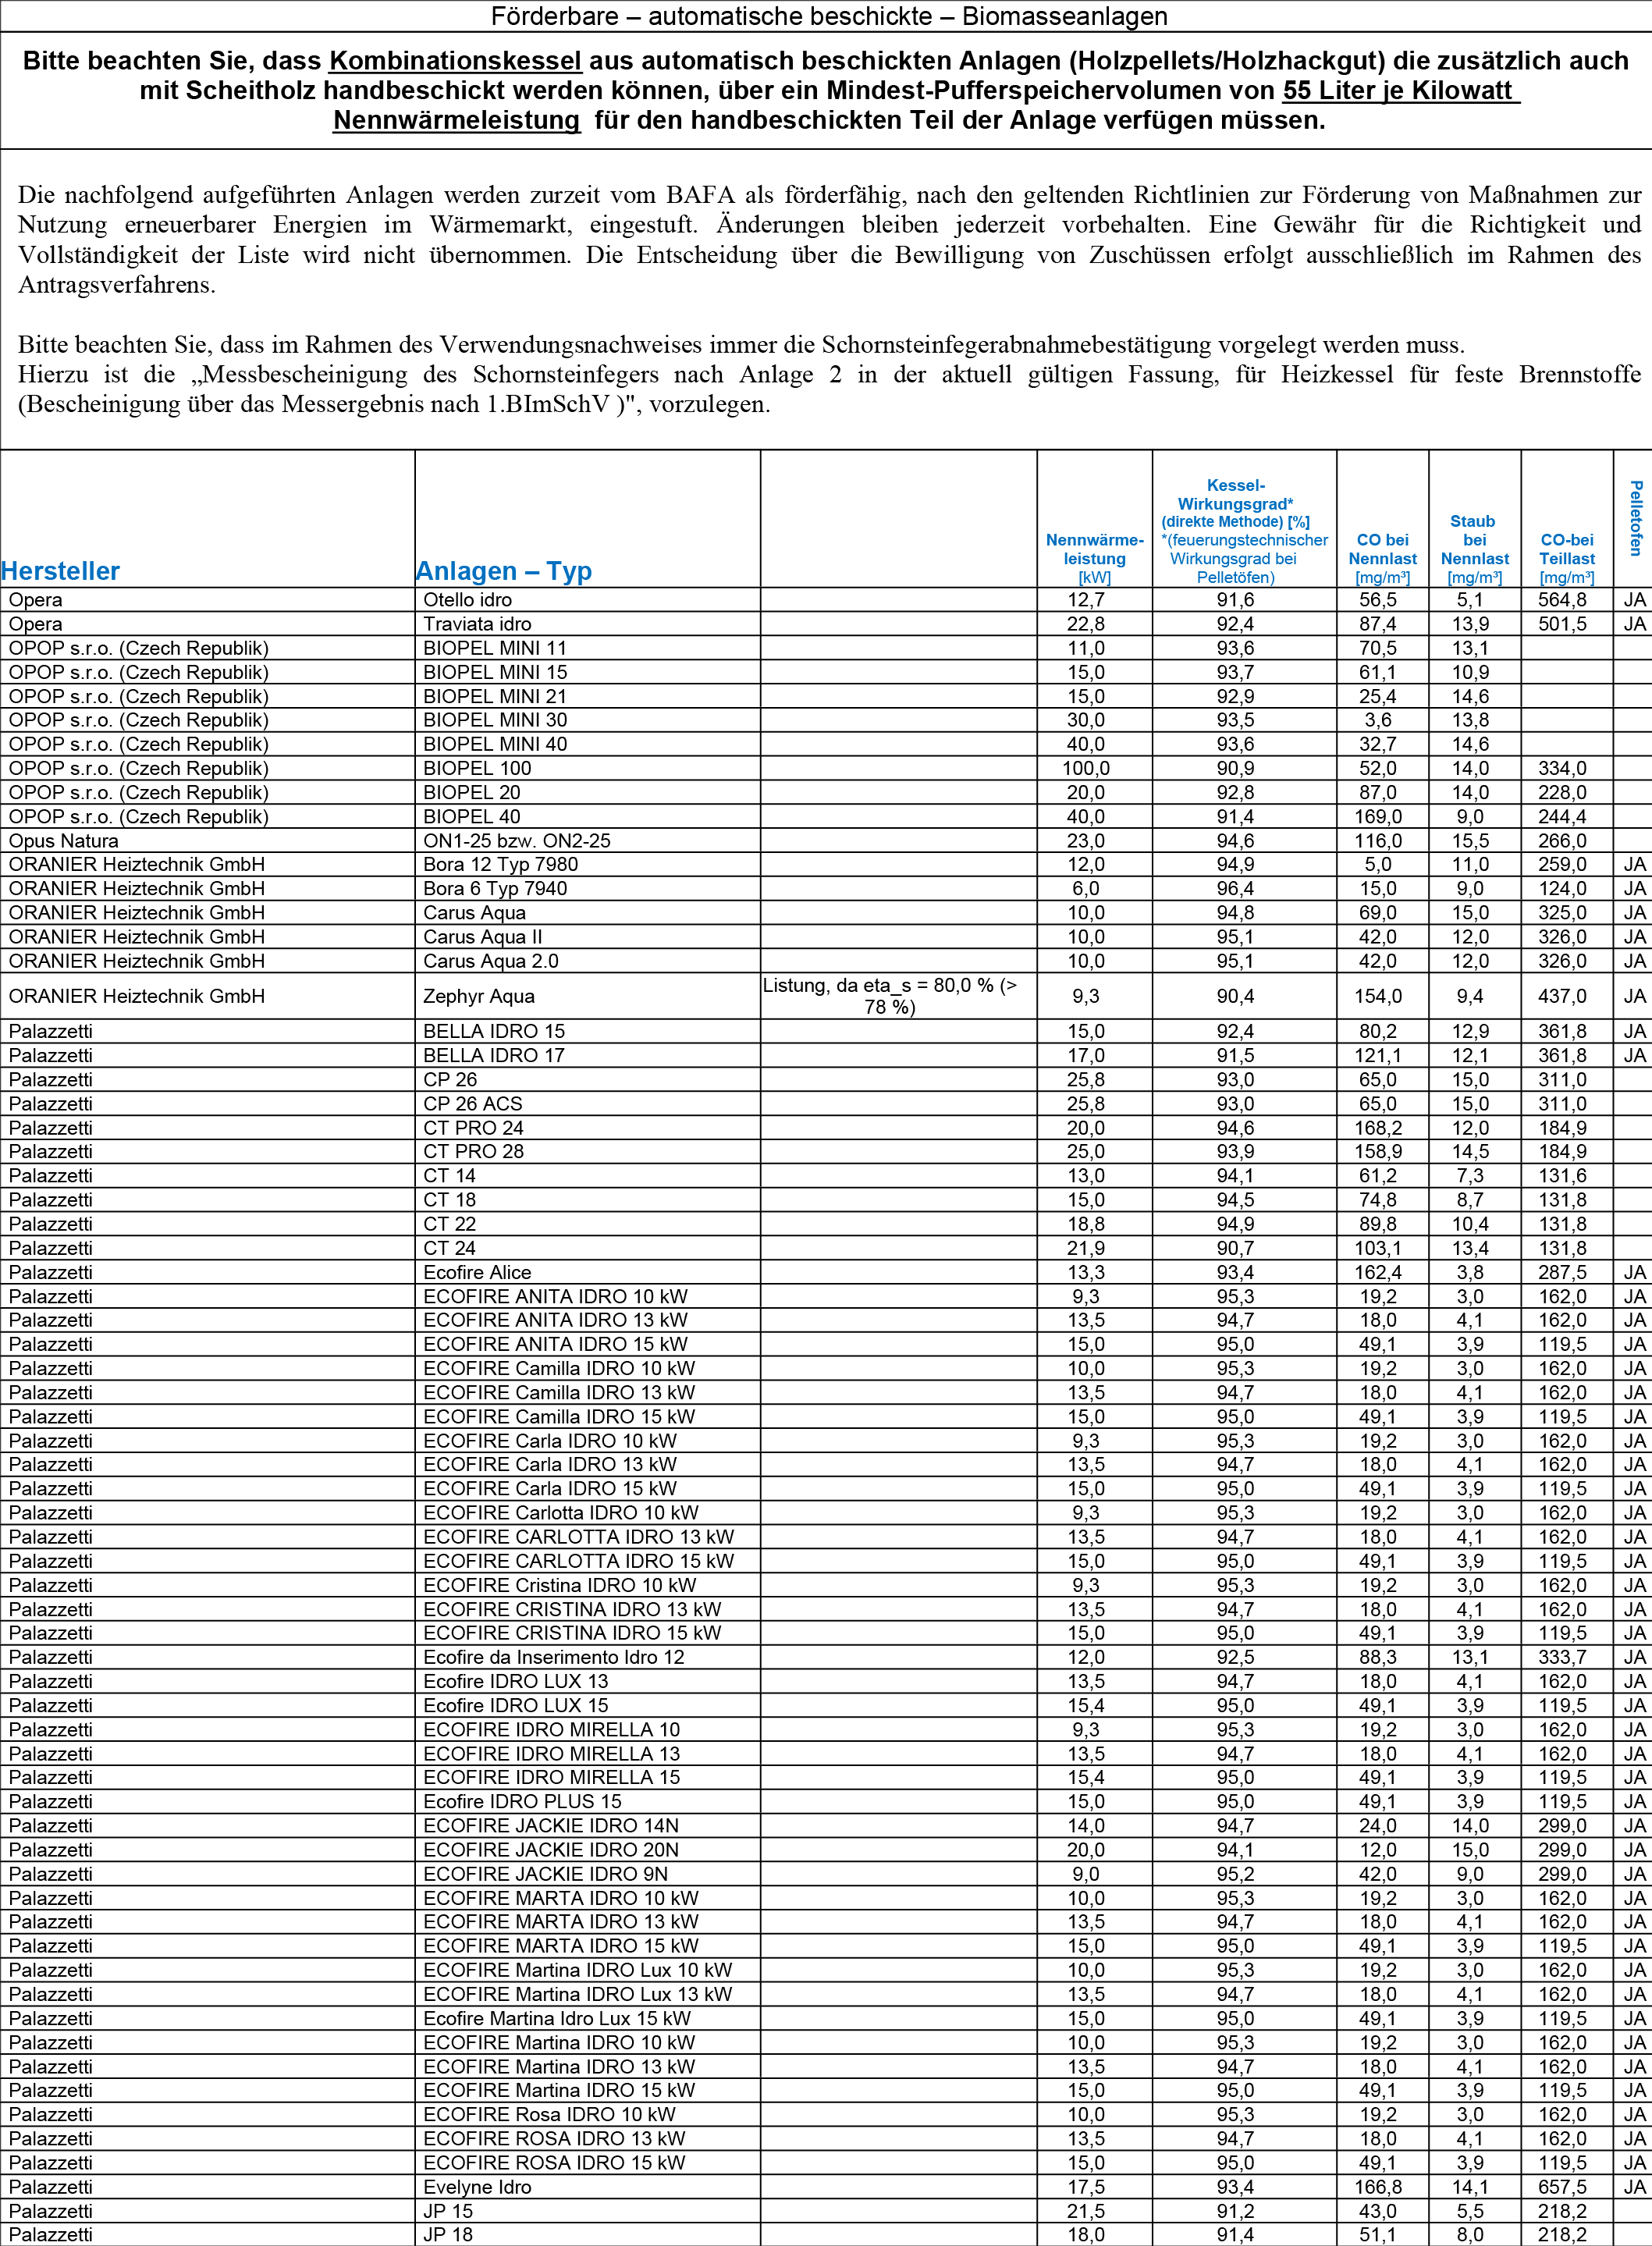 Förderbare – automatische beschickte – Biomasseanlagen
Bitte beachten Sie, dass Kombinationskessel aus automatisch beschickten Anlagen (Holzpellets/Holzhackgut) die zusätzlich auch
mit Scheitholz handbeschickt werden können, über ein Mindest-Pufferspeichervolumen von 55 Liter je Kilowatt
Nennwärmeleistung für den handbeschickten Teil der Anlage verfügen müssen.
Die nachfolgend aufgeführten Anlagen werden zurzeit vom BAFA als förderfähig, nach den geltenden Richtlinien zur Förderung von Maßnahmen zur
Nutzung erneuerbarer Energien im Wärmemarkt, eingestuft. Änderungen bleiben jederzeit vorbehalten. Eine Gewähr für die Richtigkeit und
Vollständigkeit der Liste wird nicht übernommen. Die Entscheidung über die Bewilligung von Zuschüssen erfolgt ausschließlich im Rahmen des
Antragsverfahrens.
Bitte beachten Sie, dass im Rahmen des Verwendungsnachweises immer die Schornsteinfegerabnahmebestätigung vorgelegt werden muss.
Hierzu ist die „Messbescheinigung des Schornsteinfegers nach Anlage 2 in der aktuell gültigen Fassung, für Heizkessel für feste Brennstoffe
(Bescheinigung über das Messergebnis nach 1.BImSchV )", vorzulegen.
Hersteller
Anlagen – Typ
Nennwärme-
leistung
[kW]
Kessel-
Wirkungsgrad*
(direkte Methode) [%]
*(feuerungstechnischer
Wirkungsgrad bei
Pelletöfen)
CO bei
Nennlast
[mg/m³]
Staub
bei
Nennlast
[mg/m³]
CO-bei
Teillast
[mg/m³]
Pelletofen
Opera Otello idro 12,7 91,6 56,5 5,1 564,8 JA
Opera Traviata idro 22,8 92,4 87,4 13,9 501,5 JA
OPOP s.r.o. (Czech Republik) BIOPEL MINI 11 11,0 93,6 70,5 13,1
OPOP s.r.o. (Czech Republik) BIOPEL MINI 15 15,0 93,7 61,1 10,9
OPOP s.r.o. (Czech Republik) BIOPEL MINI 21 15,0 92,9 25,4 14,6
OPOP s.r.o. (Czech Republik) BIOPEL MINI 30 30,0 93,5 3,6 13,8
OPOP s.r.o. (Czech Republik) BIOPEL MINI 40 40,0 93,6 32,7 14,6
OPOP s.r.o. (Czech Republik) BIOPEL 100 100,0 90,9 52,0 14,0 334,0
OPOP s.r.o. (Czech Republik) BIOPEL 20 20,0 92,8 87,0 14,0 228,0
OPOP s.r.o. (Czech Republik) BIOPEL 40 40,0 91,4 169,0 9,0 244,4
Opus Natura ON1-25 bzw. ON2-25 23,0 94,6 116,0 15,5 266,0
ORANIER Heiztechnik GmbH Bora 12 Typ 7980 12,0 94,9 5,0 11,0 259,0 JA
ORANIER Heiztechnik GmbH Bora 6 Typ 7940 6,0 96,4 15,0 9,0 124,0 JA
ORANIER Heiztechnik GmbH Carus Aqua 10,0 94,8 69,0 15,0 325,0 JA
ORANIER Heiztechnik GmbH Carus Aqua II 10,0 95,1 42,0 12,0 326,0 JA
ORANIER Heiztechnik GmbH Carus Aqua 2.0 10,0 95,1 42,0 12,0 326,0 JA
ORANIER Heiztechnik GmbH Zephyr Aqua Listung, da eta_s = 80,0 % (>
78 %) 9,3 90,4 154,0 9,4 437,0 JA
Palazzetti BELLA IDRO 15 15,0 92,4 80,2 12,9 361,8 JA
Palazzetti BELLA IDRO 17 17,0 91,5 121,1 12,1 361,8 JA
Palazzetti CP 26 25,8 93,0 65,0 15,0 311,0
Palazzetti CP 26 ACS 25,8 93,0 65,0 15,0 311,0
Palazzetti CT PRO 24 20,0 94,6 168,2 12,0 184,9
Palazzetti CT PRO 28 25,0 93,9 158,9 14,5 184,9
Palazzetti CT 14 13,0 94,1 61,2 7,3 131,6
Palazzetti CT 18 15,0 94,5 74,8 8,7 131,8
Palazzetti CT 22 18,8 94,9 89,8 10,4 131,8
Palazzetti CT 24 21,9 90,7 103,1 13,4 131,8
Palazzetti Ecofire Alice 13,3 93,4 162,4 3,8 287,5 JA
Palazzetti ECOFIRE ANITA IDRO 10 kW 9,3 95,3 19,2 3,0 162,0 JA
Palazzetti ECOFIRE ANITA IDRO 13 kW 13,5 94,7 18,0 4,1 162,0 JA
Palazzetti ECOFIRE ANITA IDRO 15 kW 15,0 95,0 49,1 3,9 119,5 JA
Palazzetti ECOFIRE Camilla IDRO 10 kW 10,0 95,3 19,2 3,0 162,0 JA
Palazzetti ECOFIRE Camilla IDRO 13 kW 13,5 94,7 18,0 4,1 162,0 JA
Palazzetti ECOFIRE Camilla IDRO 15 kW 15,0 95,0 49,1 3,9 119,5 JA
Palazzetti ECOFIRE Carla IDRO 10 kW 9,3 95,3 19,2 3,0 162,0 JA
Palazzetti ECOFIRE Carla IDRO 13 kW 13,5 94,7 18,0 4,1 162,0 JA
Palazzetti ECOFIRE Carla IDRO 15 kW 15,0 95,0 49,1 3,9 119,5 JA
Palazzetti ECOFIRE Carlotta IDRO 10 kW 9,3 95,3 19,2 3,0 162,0 JA
Palazzetti ECOFIRE CARLOTTA IDRO 13 kW 13,5 94,7 18,0 4,1 162,0 JA
Palazzetti ECOFIRE CARLOTTA IDRO 15 kW 15,0 95,0 49,1 3,9 119,5 JA
Palazzetti ECOFIRE Cristina IDRO 10 kW 9,3 95,3 19,2 3,0 162,0 JA
Palazzetti ECOFIRE CRISTINA IDRO 13 kW 13,5 94,7 18,0 4,1 162,0 JA
Palazzetti ECOFIRE CRISTINA IDRO 15 kW 15,0 95,0 49,1 3,9 119,5 JA
Palazzetti Ecofire da Inserimento Idro 12 12,0 92,5 88,3 13,1 333,7 JA
Palazzetti Ecofire IDRO LUX 13 13,5 94,7 18,0 4,1 162,0 JA
Palazzetti Ecofire IDRO LUX 15 15,4 95,0 49,1 3,9 119,5 JA
Palazzetti ECOFIRE IDRO MIRELLA 10 9,3 95,3 19,2 3,0 162,0 JA
Palazzetti ECOFIRE IDRO MIRELLA 13 13,5 94,7 18,0 4,1 162,0 JA
Palazzetti ECOFIRE IDRO MIRELLA 15 15,4 95,0 49,1 3,9 119,5 JA
Palazzetti Ecofire IDRO PLUS 15 15,0 95,0 49,1 3,9 119,5 JA
Palazzetti ECOFIRE JACKIE IDRO 14N 14,0 94,7 24,0 14,0 299,0 JA
Palazzetti ECOFIRE JACKIE IDRO 20N 20,0 94,1 12,0 15,0 299,0 JA
Palazzetti ECOFIRE JACKIE IDRO 9N 9,0 95,2 42,0 9,0 299,0 JA
Palazzetti ECOFIRE MARTA IDRO 10 kW 10,0 95,3 19,2 3,0 162,0 JA
Palazzetti ECOFIRE MARTA IDRO 13 kW 13,5 94,7 18,0 4,1 162,0 JA
Palazzetti ECOFIRE MARTA IDRO 15 kW 15,0 95,0 49,1 3,9 119,5 JA
Palazzetti ECOFIRE Martina IDRO Lux 10 kW 10,0 95,3 19,2 3,0 162,0 JA
Palazzetti ECOFIRE Martina IDRO Lux 13 kW 13,5 94,7 18,0 4,1 162,0 JA
Palazzetti Ecofire Martina Idro Lux 15 kW 15,0 95,0 49,1 3,9 119,5 JA
Palazzetti ECOFIRE Martina IDRO 10 kW 10,0 95,3 19,2 3,0 162,0 JA
Palazzetti ECOFIRE Martina IDRO 13 kW 13,5 94,7 18,0 4,1 162,0 JA
Palazzetti ECOFIRE Martina IDRO 15 kW 15,0 95,0 49,1 3,9 119,5 JA
Palazzetti ECOFIRE Rosa IDRO 10 kW 10,0 95,3 19,2 3,0 162,0 JA
Palazzetti ECOFIRE ROSA IDRO 13 kW 13,5 94,7 18,0 4,1 162,0 JA
Palazzetti ECOFIRE ROSA IDRO 15 kW 15,0 95,0 49,1 3,9 119,5 JA
Palazzetti Evelyne Idro 17,5 93,4 166,8 14,1 657,5 JA
Palazzetti JP 15 21,5 91,2 43,0 5,5 218,2
Palazzetti JP 18 18,0 91,4 51,1 8,0 218,2